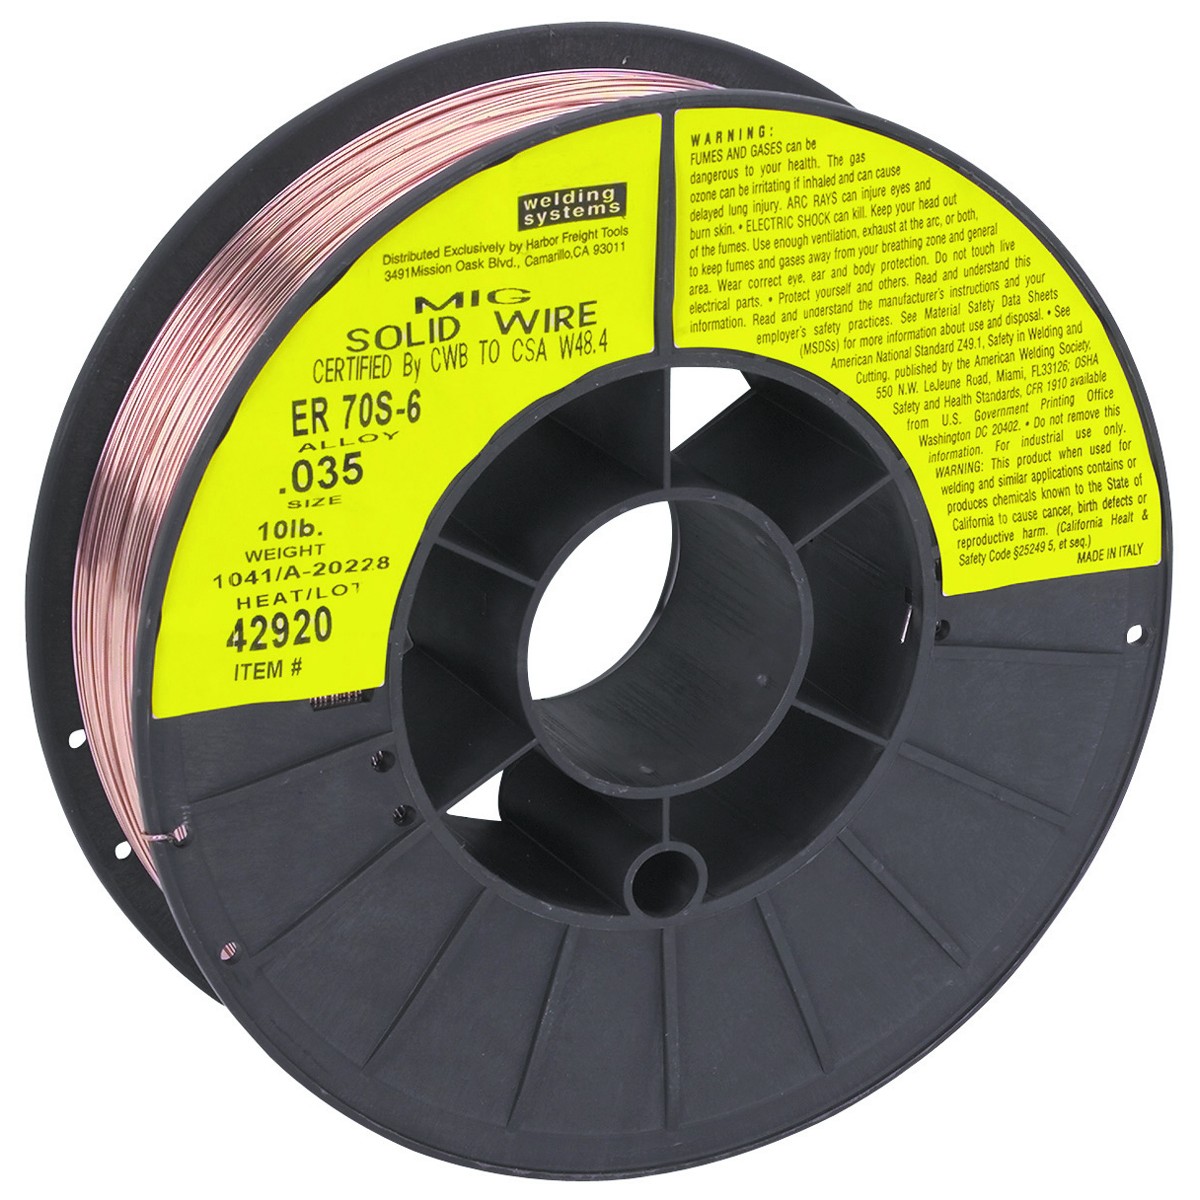 welding
systems
Distributed Exclusively by Harbor Freight Tools
3491Mission Oak Blvd., Camarillo,CA 93011
MIG
SOLID WIRE
CERTIFIED By CWB TO CSA W48.4
ER 70S-6
ALLOY
.035
SIZE
10lb.
WEIGHT
1041/A-20228
HEAT/LOT
42920
ITEM #
WARNING:
FUMES AND GASES can be
dangerous to your health. The gas
ozone can be irritating if inhaled and can cause
delayed lung injury. ARC RAYS can injure eyes and
burn skin. • ELECTRIC SHOCK can kill. Keep your head out
of the fumes. Use enough ventilation, exhaust at the arc, or both,
to keep fumes and gases away from your breathing zone and general
area. Wear correct eye, ear and body protection. Do not touch live
electrical parts. • Protect yourself and others. Read and understand this
information. Read and understand the manufacturer's instructions and your
employer's safety practices. See Material Safety Data Sheets
(MSDSs) for more information about use and disposal. • See
American National Standard Z49.1, Safety in Welding and
Cutting, published by the American Welding Society,
550 N.W. LeJeune Road, Miami, FL33126; OSHA
Safety and Health Standards, CFR 1910 available
from U.S. Government Printing Office
Washington DC 20402. • Do not remove this
information. For industrial use only.
WARNING: This product when used for
welding and similar applications contains or
produces chemicals known to the State of
California to cause cancer, birth defects or
reproductive harm. (California Healt &
Safety Code §25249 5, et seq.)
MADE IN ITALY